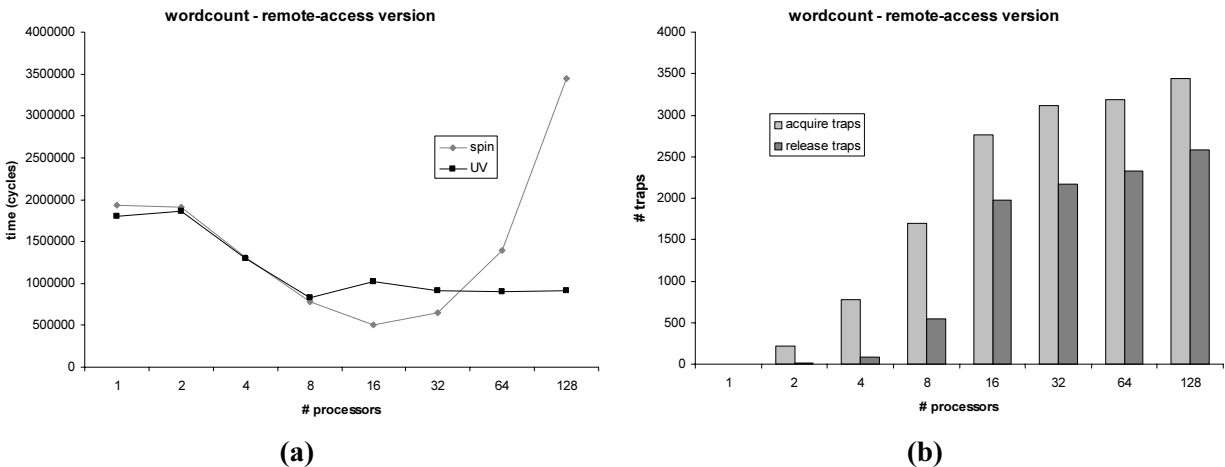 wordcount - remote-access version
4000000
3500000
3000000
2500000
2000000
1500000
1000000
500000
0
time (cycles)
spin
UV
1 2 4 8 16 32 64 128
# processors
(a)
wordcount - remote-access version
4000
3500
3000
2500
2000
1500
1000
500
0
# traps
acquire traps
release traps
1 2 4 8 16 32 64 128
# processors
(b)